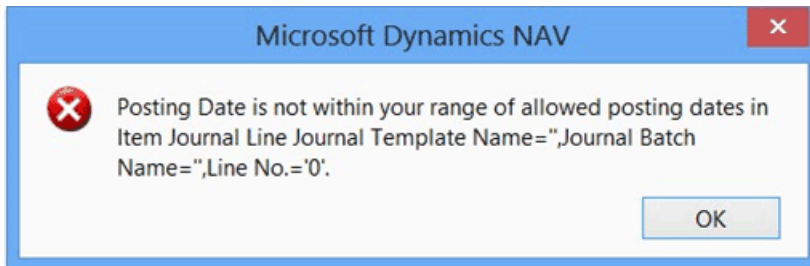 Microsoft Dynamics NAV
Posting Date is not within your range of allowed posting dates in
Item Journal Line Journal Template Name=",Journal Batch
Name=",Line No.='0'.
OK